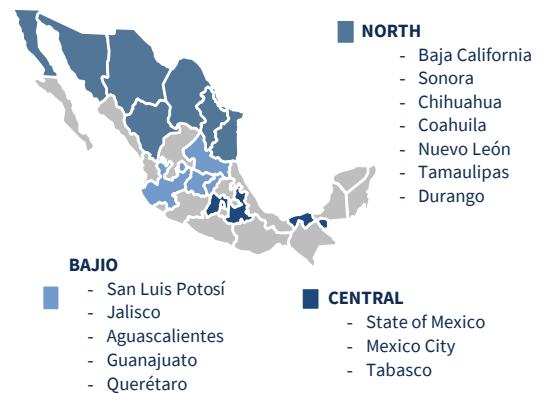 NORTH
- Baja California
- Sonora
- Chihuahua
- Coahuila
- Nuevo León
- Tamaulipas
- Durango
BAJIO
- San Luis Potosí
- Jalisco
- Aguascalientes
- Guanajuato
- Querétaro
CENTRAL
- State of Mexico
- Mexico City
- Tabasco